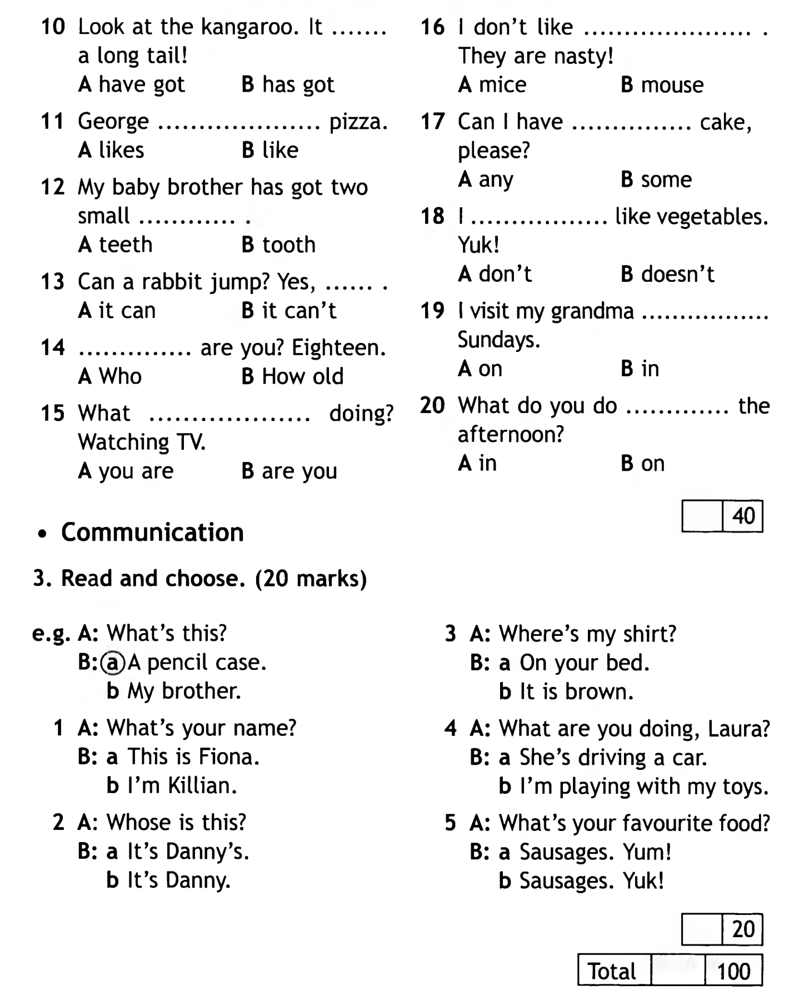 10 Look at the kangaroo. It .......
a long tail!
A have got B has got
11 George .................... pizza.
A likes B like
12 My baby brother has got two
small ............ .
A teeth B tooth
13 Can a rabbit jump? Yes, ...... .
A it can B it can't
14 .............. are you? Eighteen.
A Who B How old
15 What ................... doing?
Watching TV.
A you are B are you
16 I don't like ..................... .
They are nasty!
A mice B mouse
17 Can I have ............... cake,
please?
A any B some
18 I ................. like vegetables.
Yuk!
A don't B doesn't
19 I visit my grandma .................
Sundays.
A on B in
20 What do you do ............. the
afternoon?
A in B on
40
• Communication
3. Read and choose. (20 marks)
e.g. A: What's this?
B: a A pencil case.
b My brother.
1 A: What's your name?
B: a This is Fiona.
b I'm Killian.
2 A: Whose is this?
B: a It's Danny's.
b It's Danny.
3 A: Where's my shirt?
B: a On your bed.
b It is brown.
4 A: What are you doing, Laura?
B: a She's driving a car.
b I'm playing with my toys.
5 A: What's your favourite food?
B: a Sausages. Yum!
b Sausages. Yuk!
20
Total 100